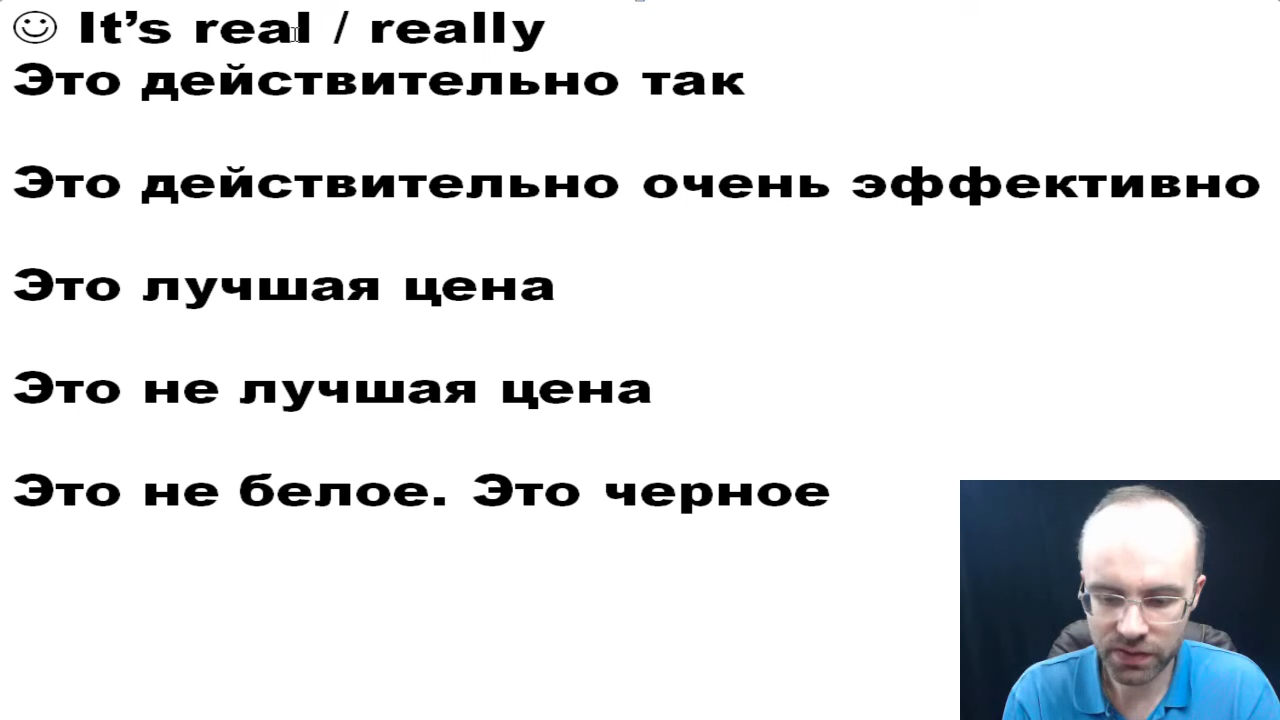 ☺ It’s real / really
Это действительно так
Это действительно очень эффективно
Это лучшая цена
Это не лучшая цена
Это не белое. Это черное